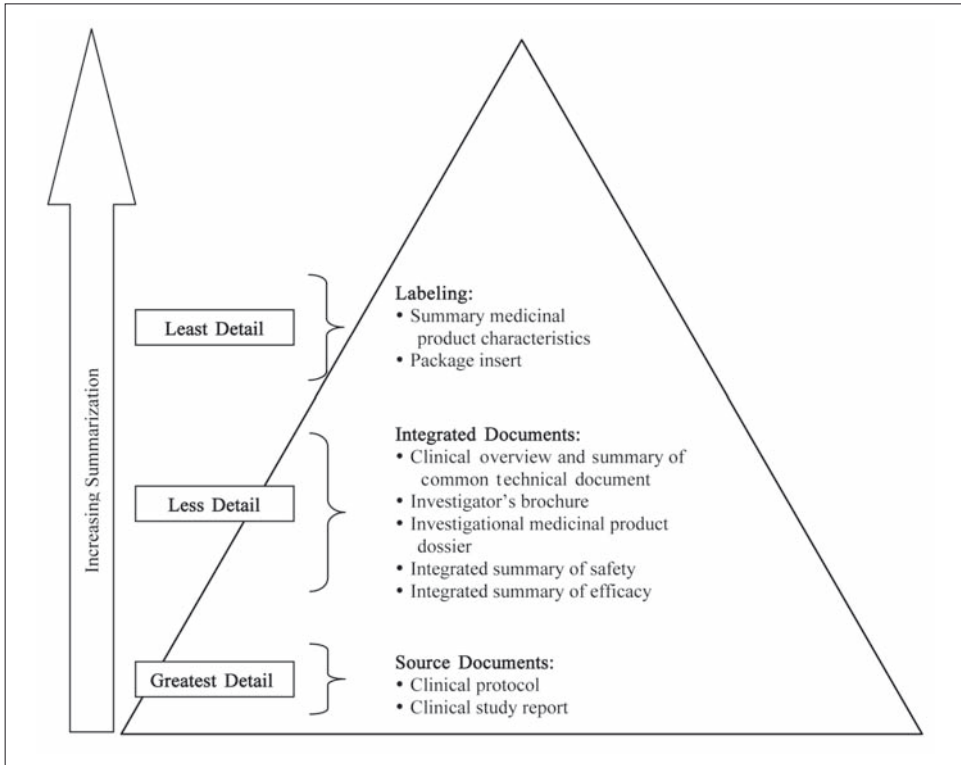 Increasing Summarization
Least Detail
Labeling:
• Summary medicinal
product characteristics
• Package insert
Less Detail
Integrated Documents:
• Clinical overview and summary of
common technical document
• Investigator's brochure
• Investigational medicinal product
dossier
• Integrated summary of safety
• Integrated summary of efficacy
Greatest Detail
Source Documents:
• Clinical protocol
• Clinical study report